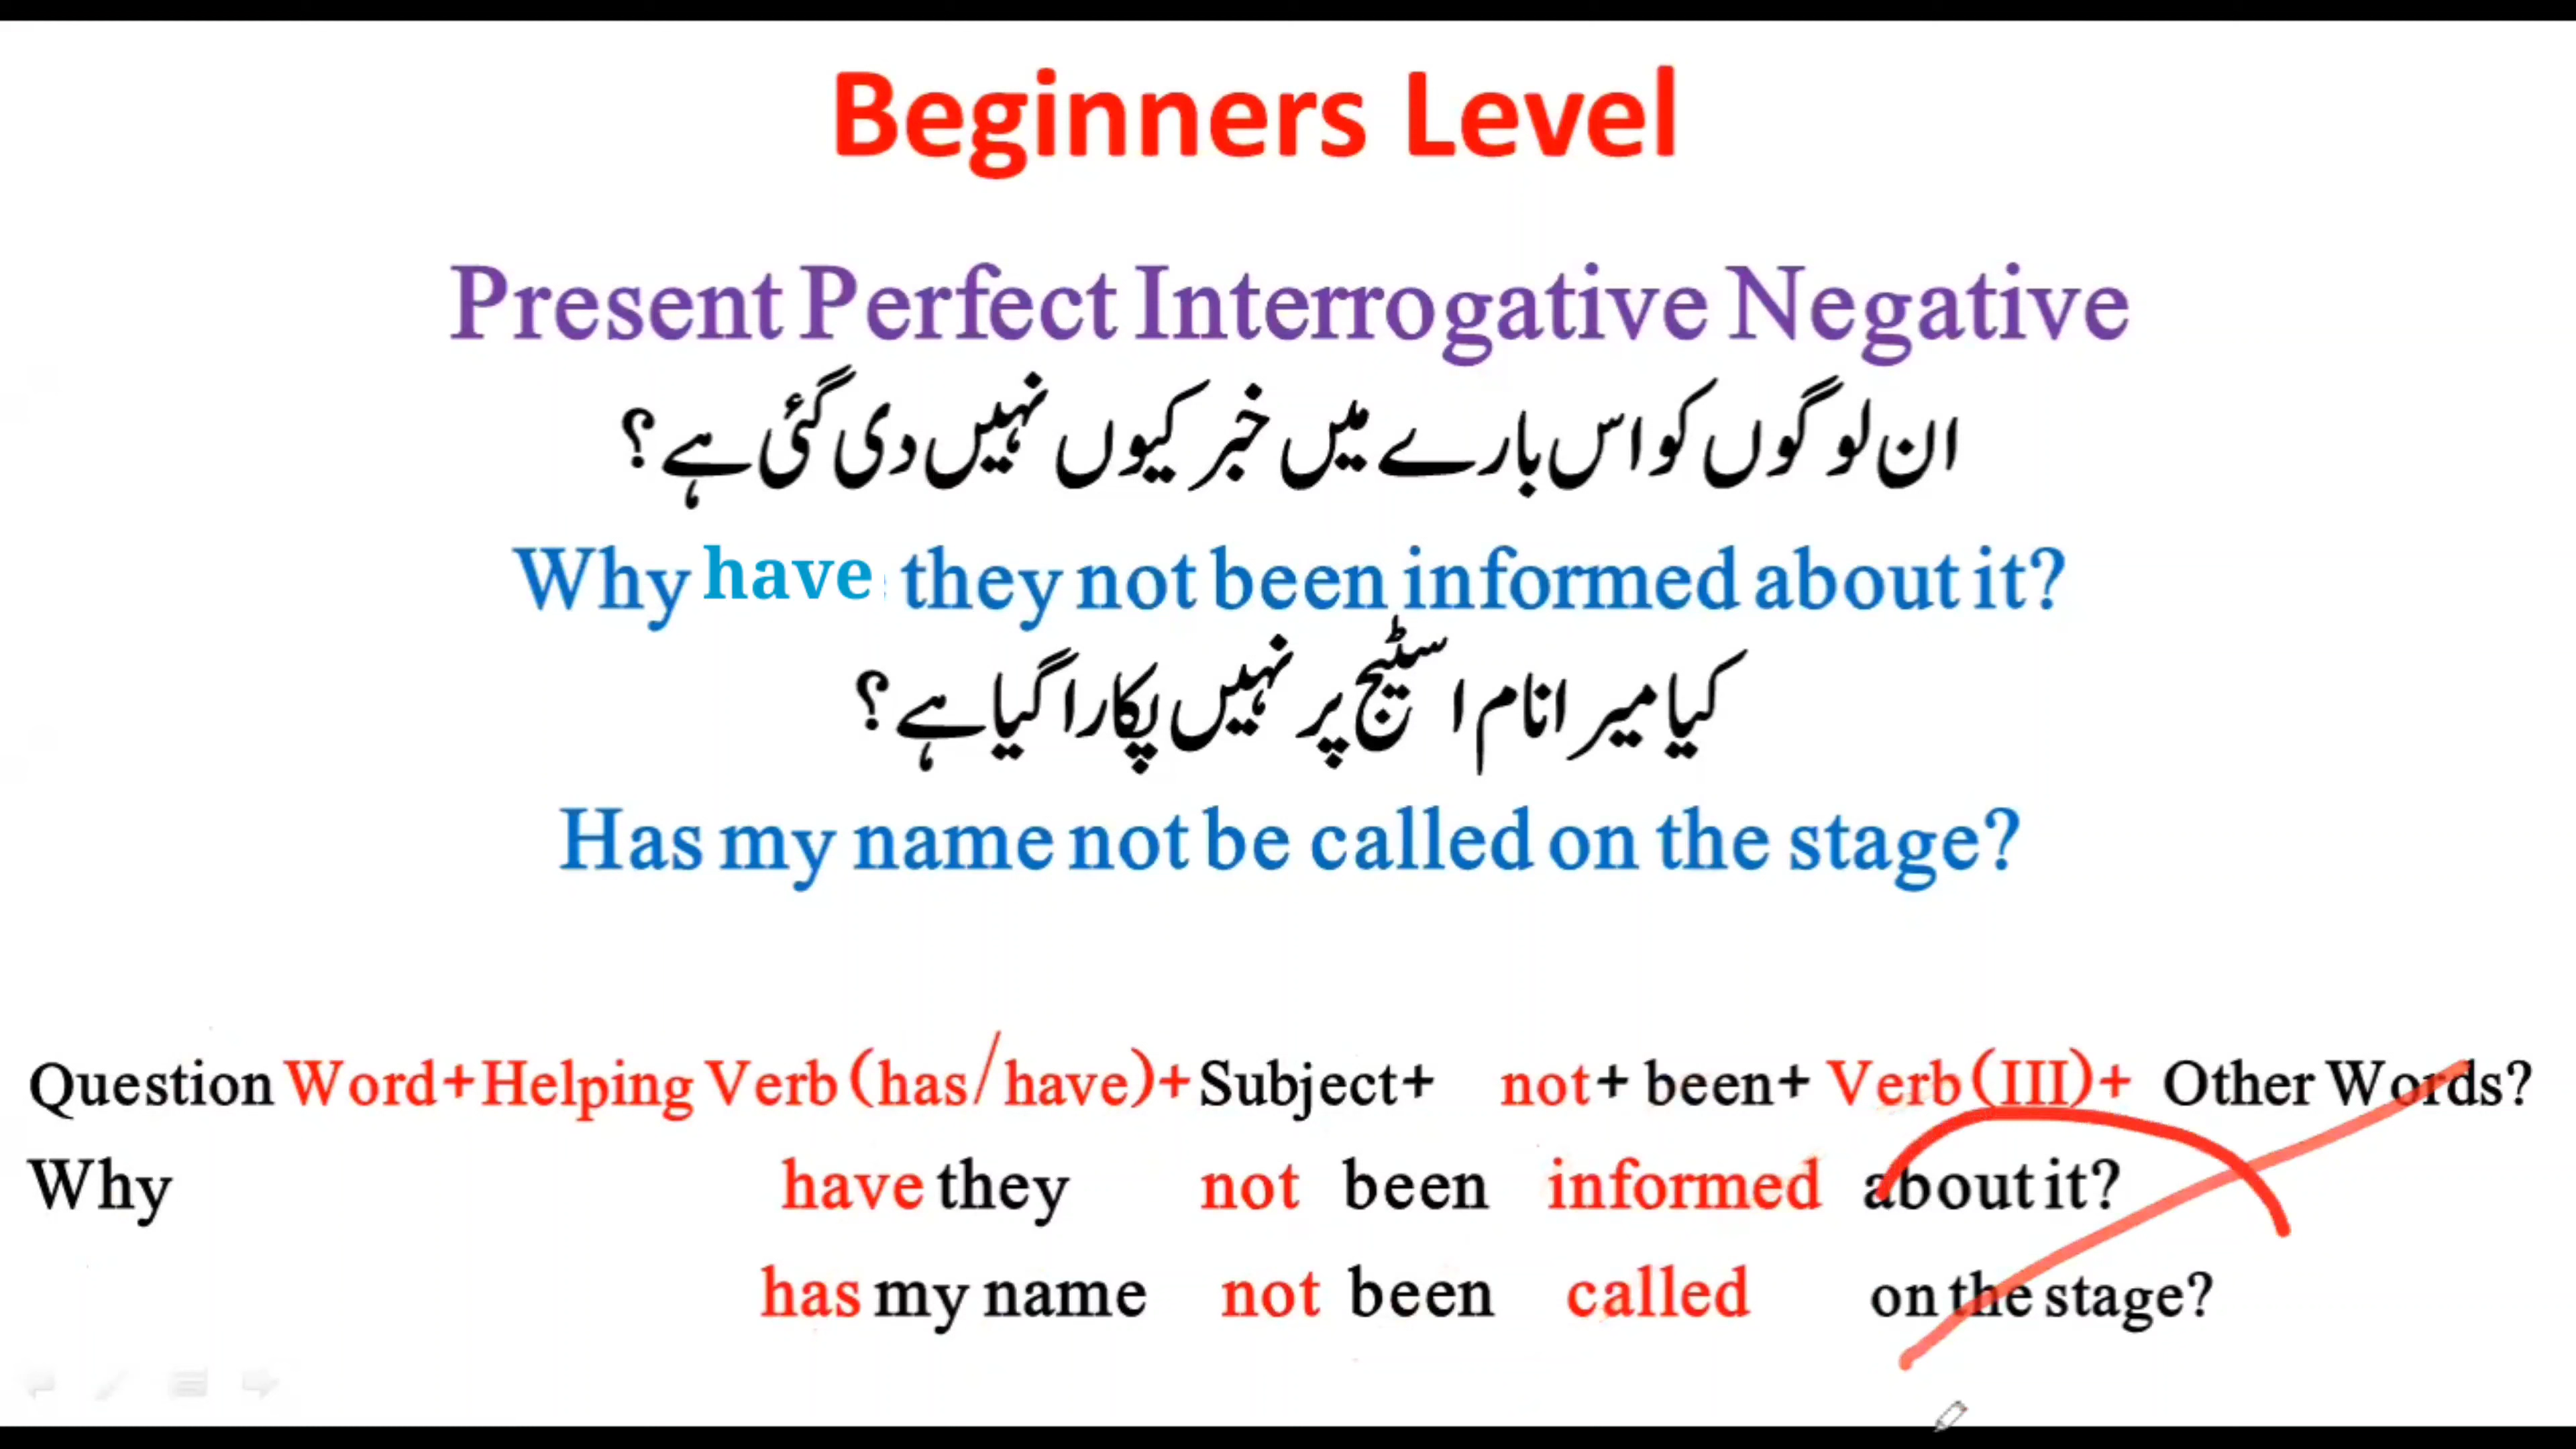 Beginners Level
Present Perfect Interrogative Negative
ان لوگوں کو اس بارے میں خبر کیوں نہیں دی گئی ہے؟
Why have they not been informed about it?
کیا میرا نام اسٹیج پر نہیں پکارا گیا ہے؟
Has my name not be called on the stage?
Question Word+Helping Verb (has/have)+ Subject+ not+ been+ Verb (III)+ Other Words?
Why have they not been informed about it?
has my name not been called on the stage?